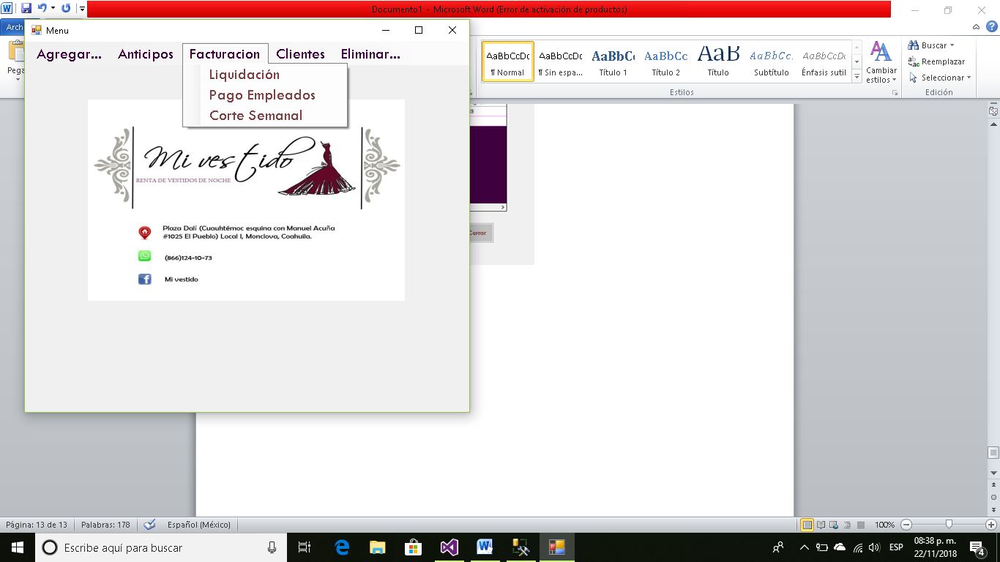 Documento1 - Microsoft Word (Error de activación de productos)
Archi
Menu
Agregar... Anticipos Facturacion Clientes Eliminar...
Liquidación
Pago Empleados
Corte Semanal
Mi vestido
RENTA DE VESTIDOS DE NOCHE
Plaza Dalí (Cuauhtémoc esquina con Manuel Acuña
#1025 El Pueblo) Local I, Monclova, Coahuila.
(866)124-10-73
Mi vestido
Pega
AaBbCcDc AaBbCcDc AaBbCc AaBbCc AaB AaBbCc. AaBbCcDc
¶ Normal ¶ Sin espa... Título 1 Título 2 Título Subtítulo Énfasis sutil
Cambiar
estilos
Estilos
Buscar
Reemplazar
Seleccionar
Edición
Cerrar
Página: 13 de 13 Palabras: 178 Español (México) 100%
Escribe aquí para buscar
ESP
08:38 p. m.
22/11/2018
4